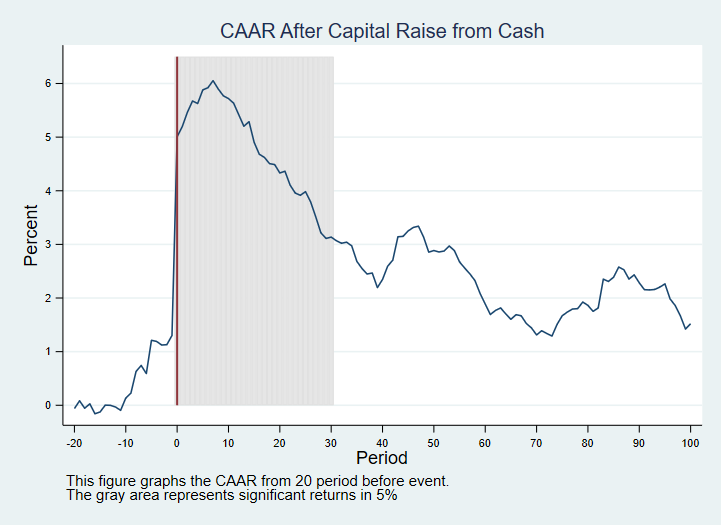 CAAR After Capital Raise from Cash
Percent
6
5
4
3
2
1
0
-20 -10 0 10 20 30 40 50 60 70 80 90 100
Period
This figure graphs the CAAR from 20 period before event.
The gray area represents significant returns in 5%